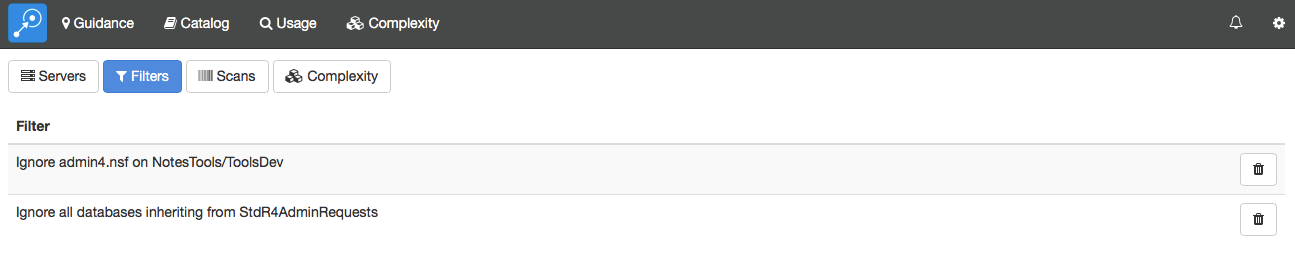 Guidance Catalog Usage Complexity
Servers Filters Scans Complexity
Filter
Ignore admin4.nsf on NotesTools/ToolsDev
Ignore all databases inheriting from StdR4AdminRequests